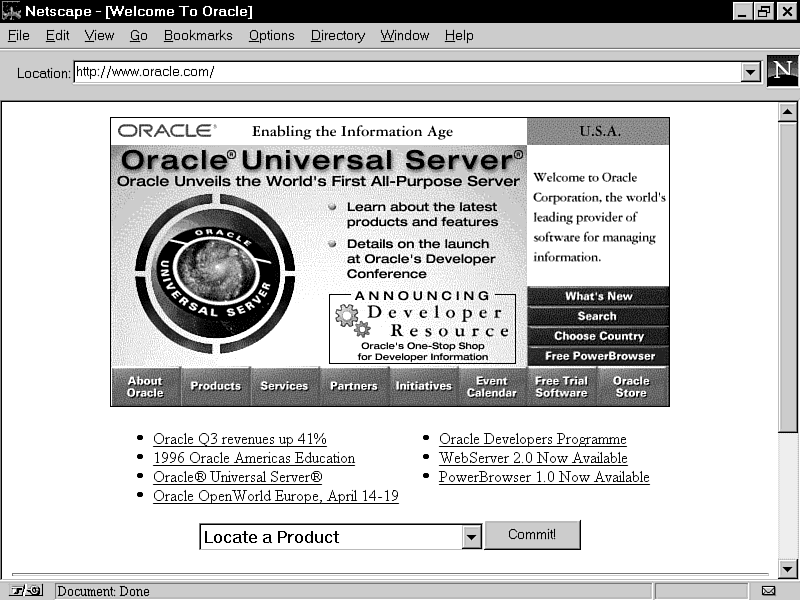 Netscape - [Welcome To Oracle]
File Edit View Go Bookmarks Options Directory Window Help
Location: http://www.oracle.com/
N
ORACLE® Enabling the Information Age
U.S.A.
Oracle® Universal Server®
Oracle Unveils the World's First All-Purpose Server
ORACLE
UNIVERSAL SERVER
Learn about the latest
products and features
Details on the launch
at Oracle's Developer
Conference
ANNOUNCING
Developer
Resource
Oracle's One-Stop Shop
for Developer Information
Welcome to Oracle
Corporation, the world's
leading provider of
software for managing
information.
What's New
Search
Choose Country
Free PowerBrowser
About Oracle
Products
Services
Partners
Initiatives
Event Calendar
Free Trial Software
Oracle Store
Oracle Q3 revenues up 41%
1996 Oracle Americas Education
Oracle® Universal Server®
Oracle OpenWorld Europe, April 14-19
Oracle Developers Programme
WebServer 2.0 Now Available
PowerBrowser 1.0 Now Available
Locate a Product
Commit!
Document: Done